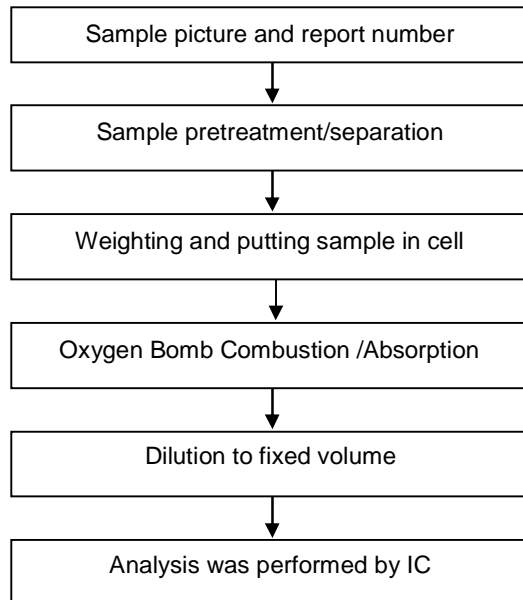 Sample picture and report number
Sample pretreatment/separation
Weighting and putting sample in cell
Oxygen Bomb Combustion /Absorption
Dilution to fixed volume
Analysis was performed by IC